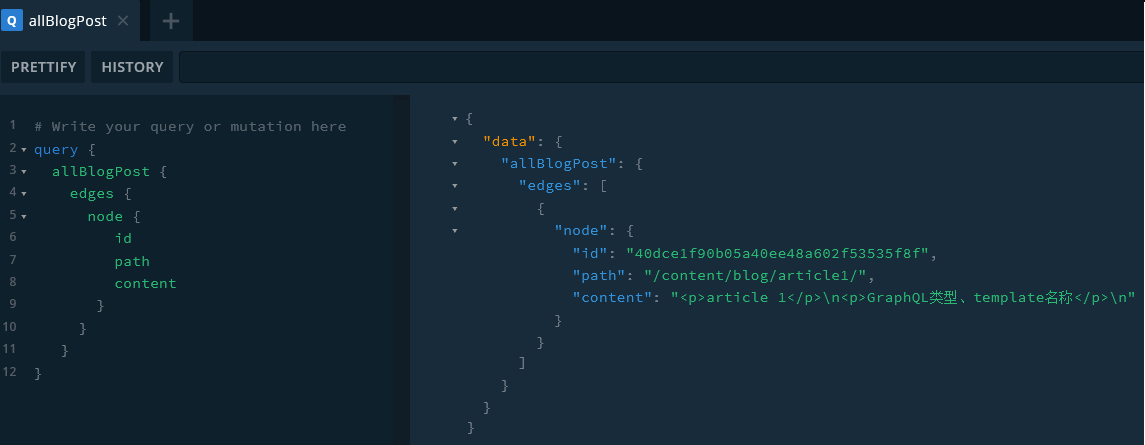 Q allBlogPost × +
PRETTIFY HISTORY
1 # Write your query or mutation here
2 query {
3 allBlogPost {
4 edges {
5 node {
6 id
7 path
8 content
9 }
10 }
11 }
12 }
{
"data": {
"allBlogPost": {
"edges": [
{
"node": {
"id": "40dce1f90b05a40ee48a602f53535f8f",
"path": "/content/blog/article1/",
"content": "<p>article 1</p>\n<p>GraphQL类型、template名称</p>\n"
}
}
]
}
}
}